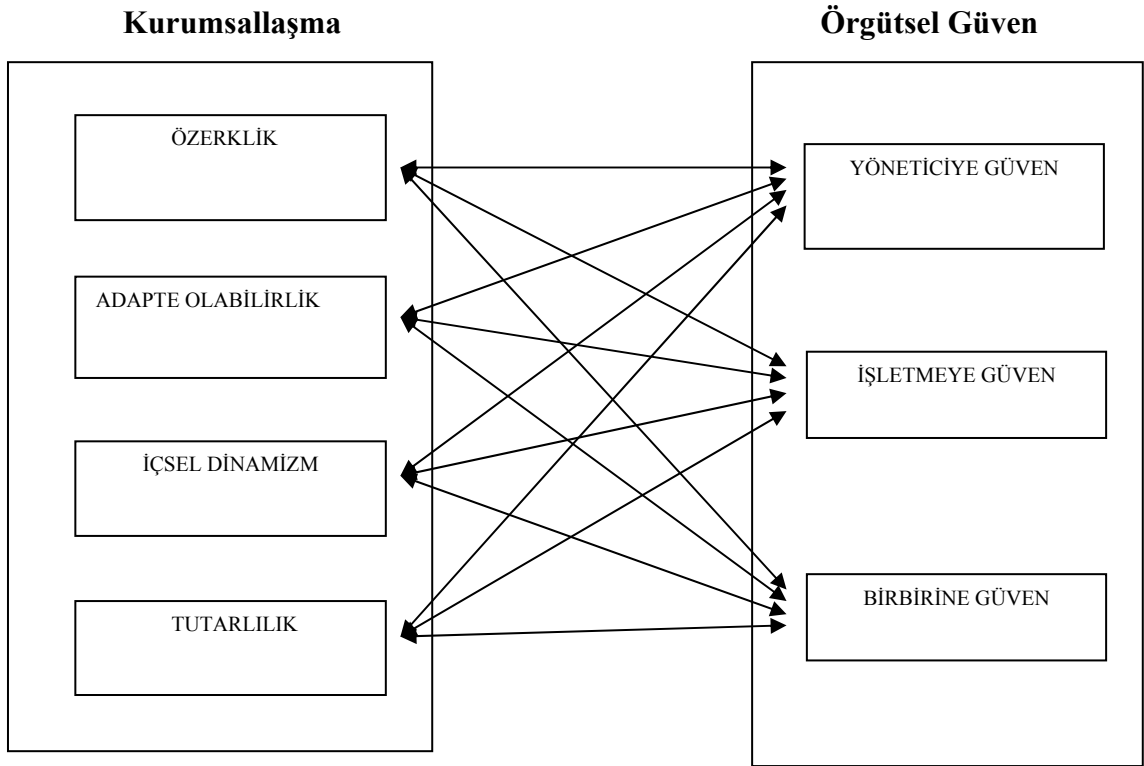 Kurumsallaşma
ÖZERKLİK
ADAPTE OLABİLİRLİK
İÇSEL DİNAMİZM
TUTARLILIK
Örgütsel Güven
YÖNETİCİYE GÜVEN
İŞLETMEYE GÜVEN
BİRBİRİNE GÜVEN